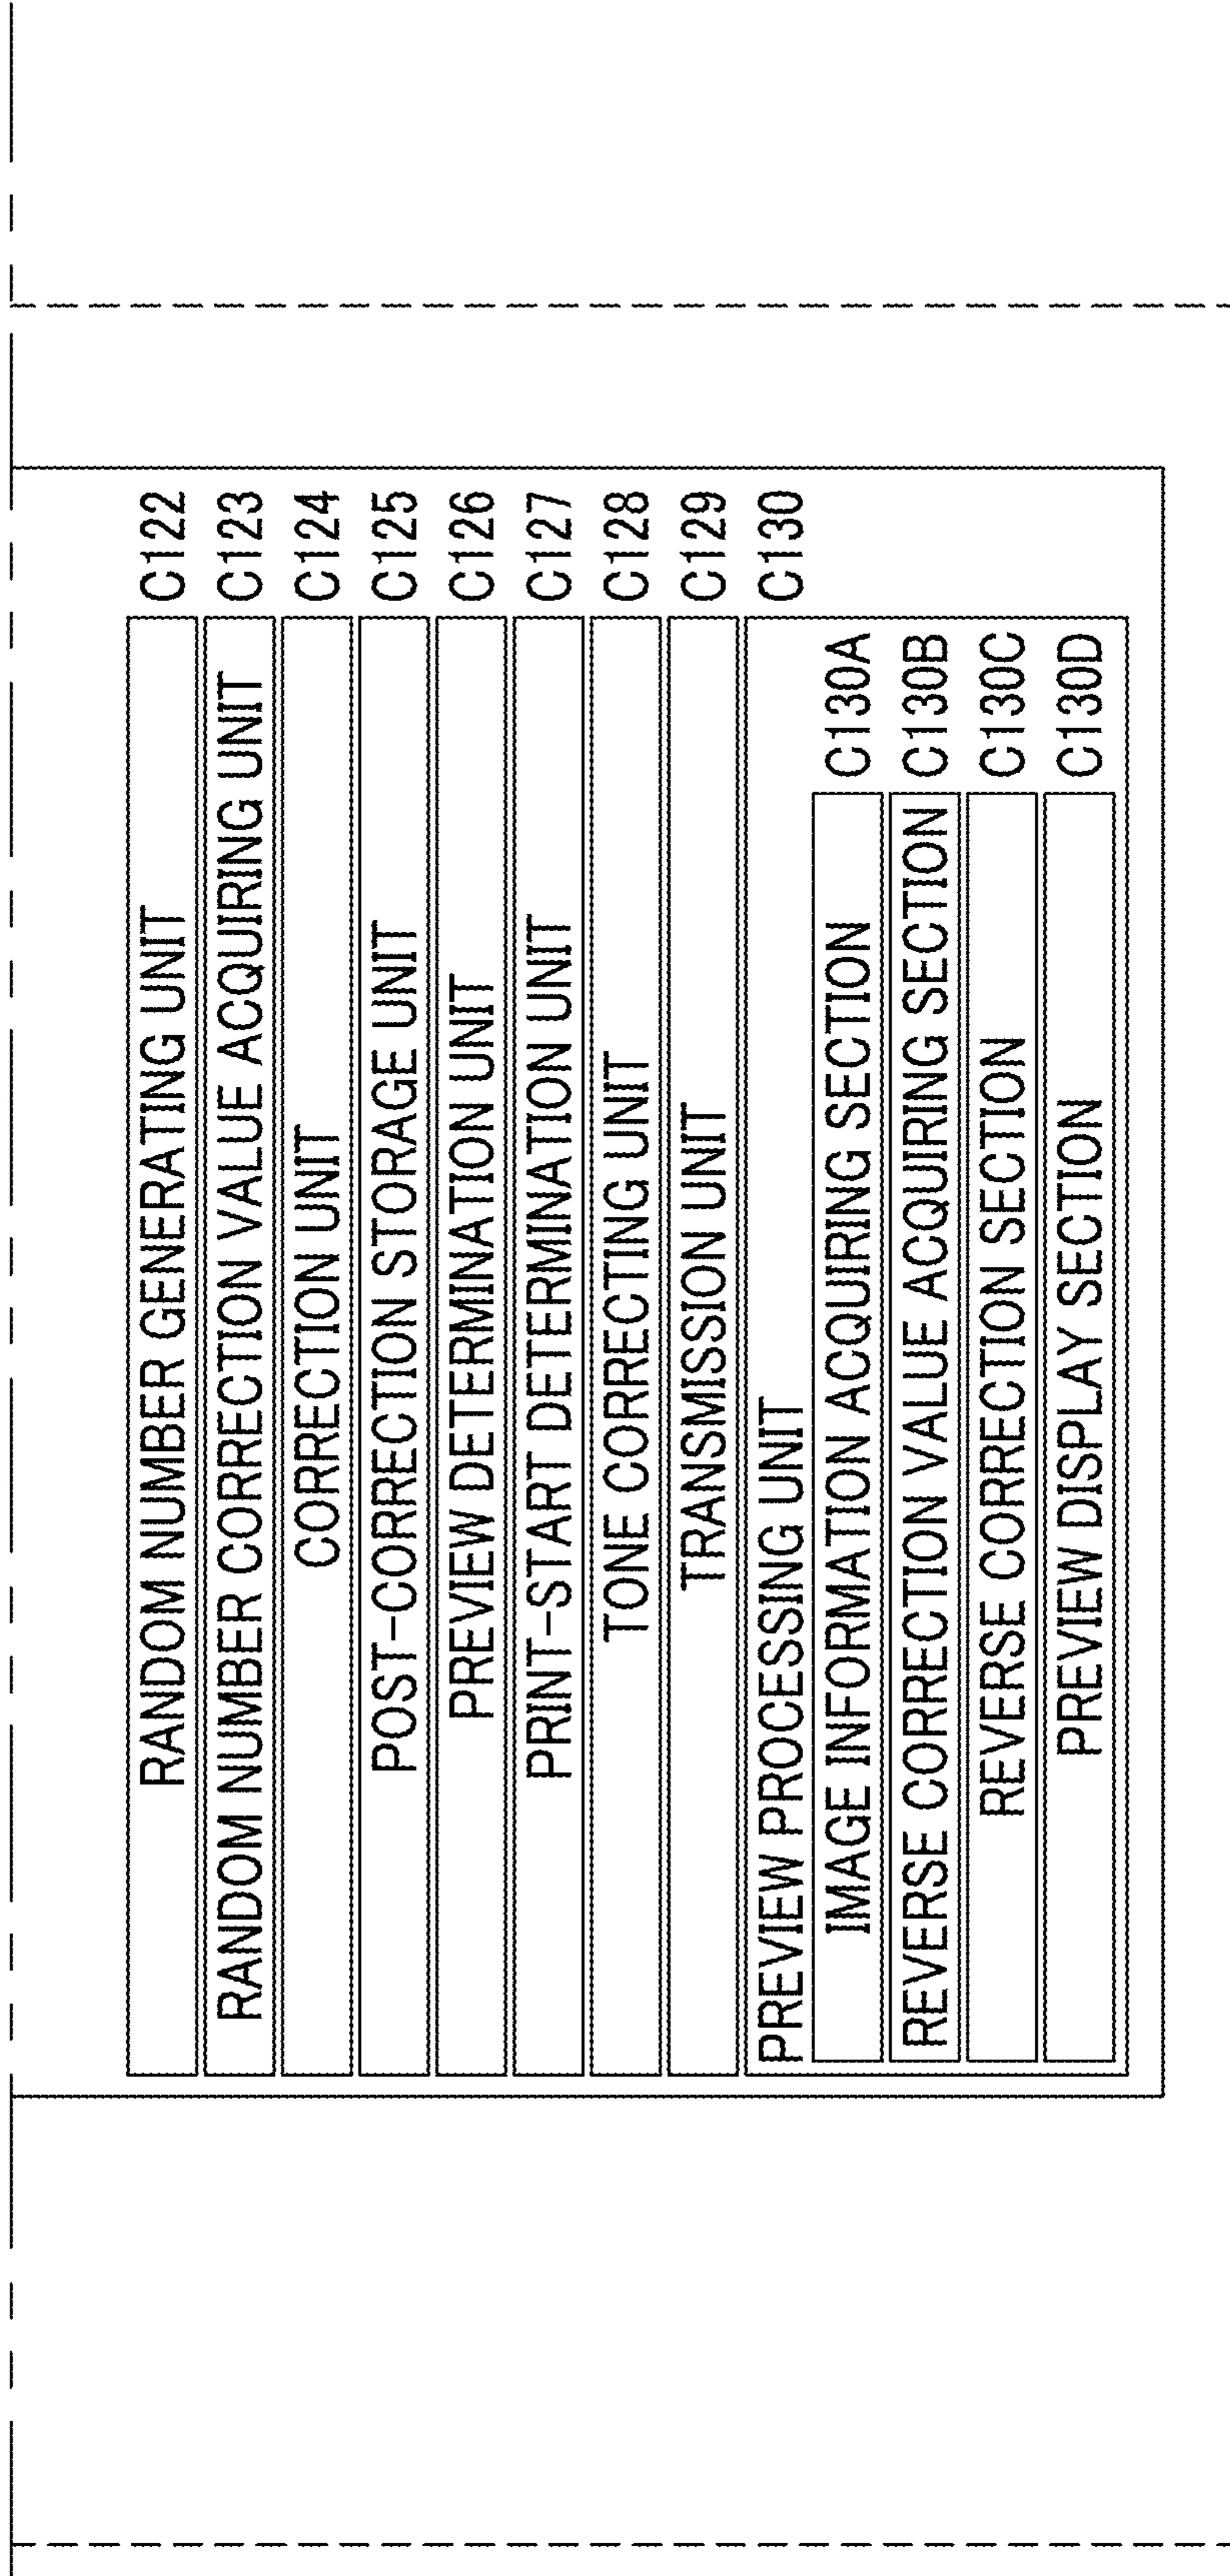 RANDOM NUMBER GENERATING UNIT C122
RANDOM NUMBER CORRECTION VALUE ACQUIRING UNIT C123
CORRECTION UNIT C124
POST-CORRECTION STORAGE UNIT C125
PREVIEW DETERMINATION UNIT C126
PRINT-START DETERMINATION UNIT C127
TONE CORRECTING UNIT C128
TRANSMISSION UNIT C129
PREVIEW PROCESSING UNIT C130
IMAGE INFORMATION ACQUIRING SECTION C130A
REVERSE CORRECTION VALUE ACQUIRING SECTION C130B
REVERSE CORRECTION SECTION C130C
PREVIEW DISPLAY SECTION C130D